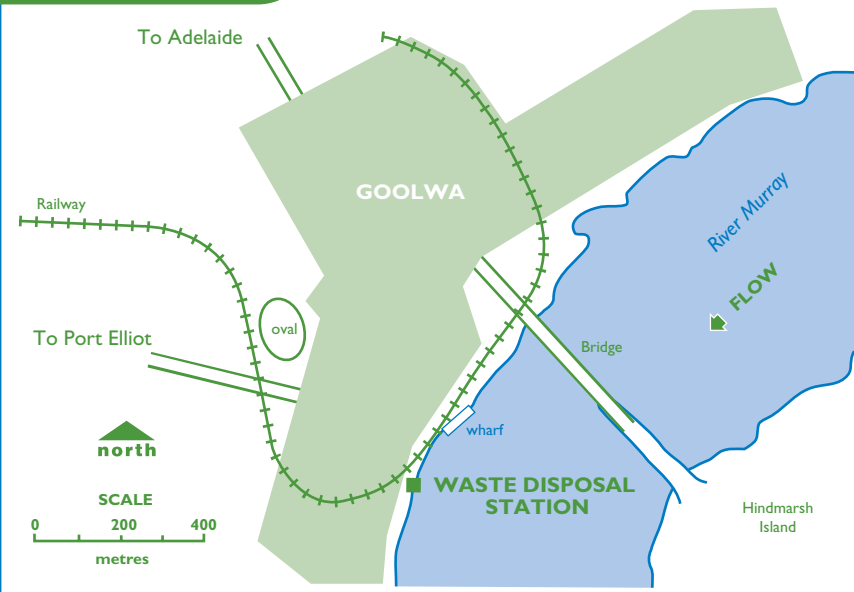 To Adelaide
GOOLWA
Railway
River Murray
FLOW
oval
To Port Elliot
Bridge
north
wharf
WASTE DISPOSAL
STATION
SCALE
0 200 400
metres
Hindmarsh
Island